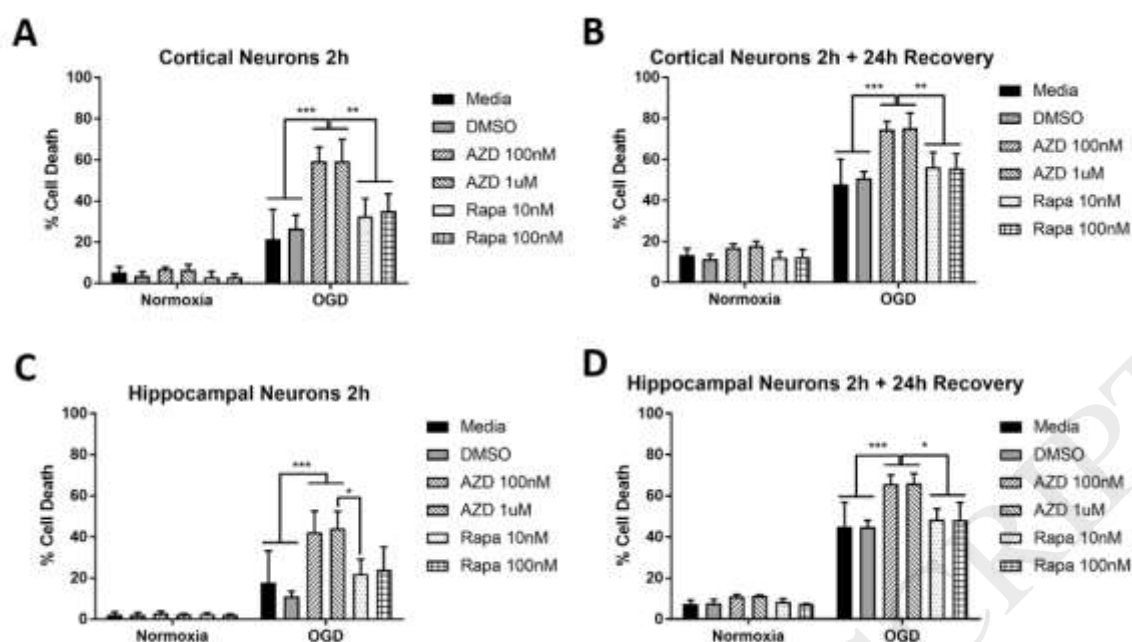 A
Cortical Neurons 2h
% Cell Death
100
80
60
40
20
0
***
**
Normoxia
OGD
Media
DMSO
AZD 100nM
AZD 1uM
Rapa 10nM
Rapa 100nM
B
Cortical Neurons 2h + 24h Recovery
% Cell Death
100
80
60
40
20
0
***
**
Normoxia
OGD
Media
DMSO
AZD 100nM
AZD 1uM
Rapa 10nM
Rapa 100nM
C
Hippocampal Neurons 2h
% Cell Death
100
80
60
40
20
0
***
*
Normoxia
OGD
Media
DMSO
AZD 100nM
AZD 1uM
Rapa 10nM
Rapa 100nM
D
Hippocampal Neurons 2h + 24h Recovery
% Cell Death
100
80
60
40
20
0
***
*
Normoxia
OGD
Media
DMSO
AZD 100nM
AZD 1uM
Rapa 10nM
Rapa 100nM
CRIPT